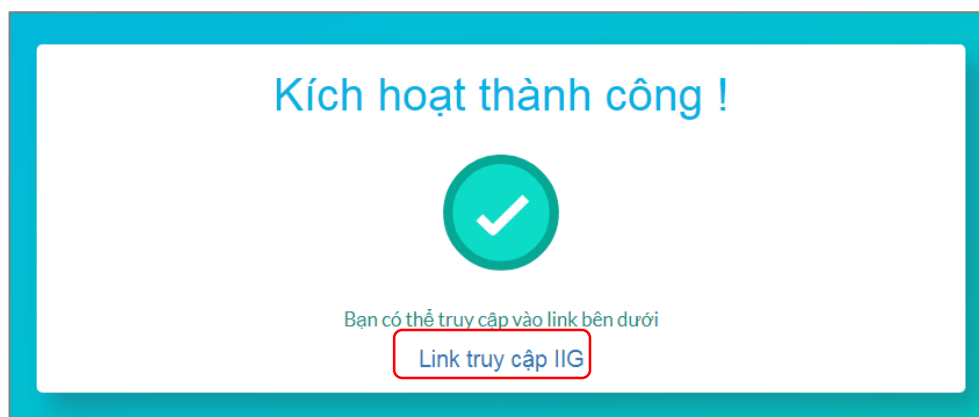 Kích hoạt thành công !
Bạn có thể truy cập vào link bên dưới
Link truy cập IIG